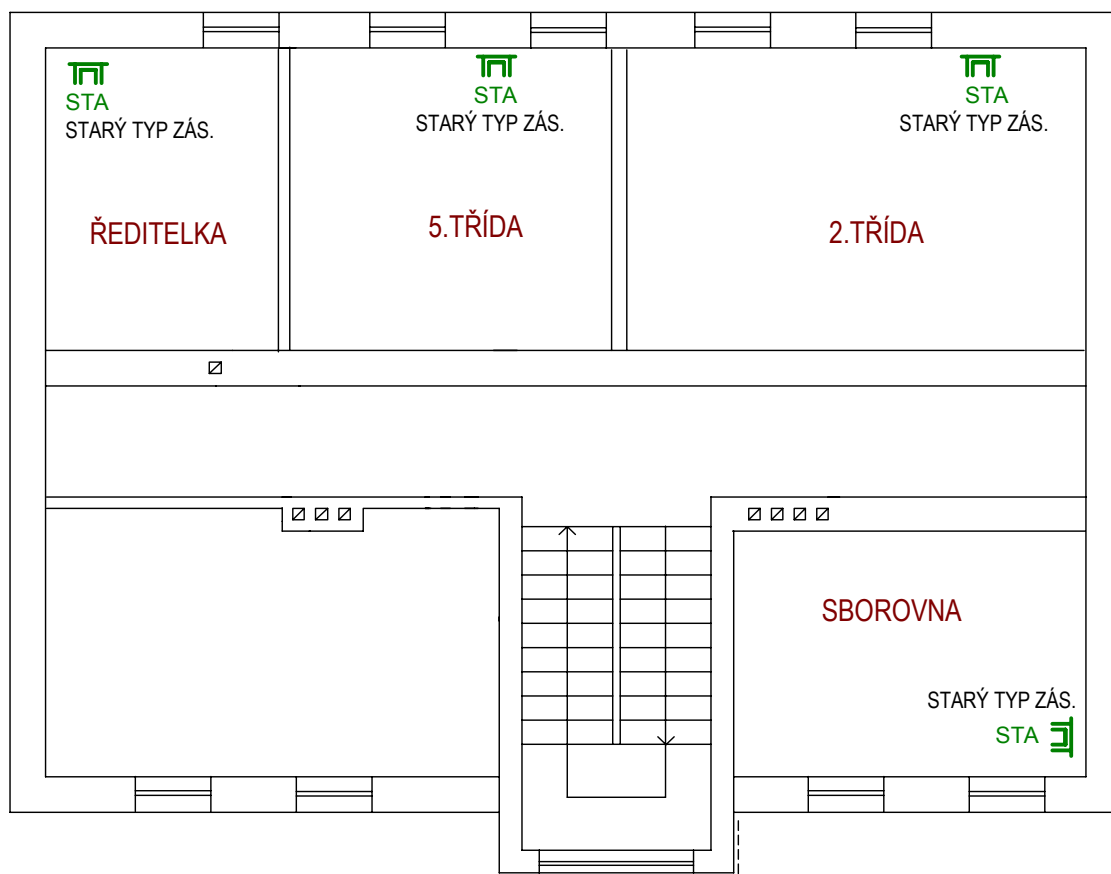 STA
STARÝ TYP ZÁS.
STA
STARÝ TYP ZÁS.
STA
STARÝ TYP ZÁS.
ŘEDITELKA
5.TŘÍDA
2.TŘÍDA
SBOROVNA
STARÝ TYP ZÁS.
STA